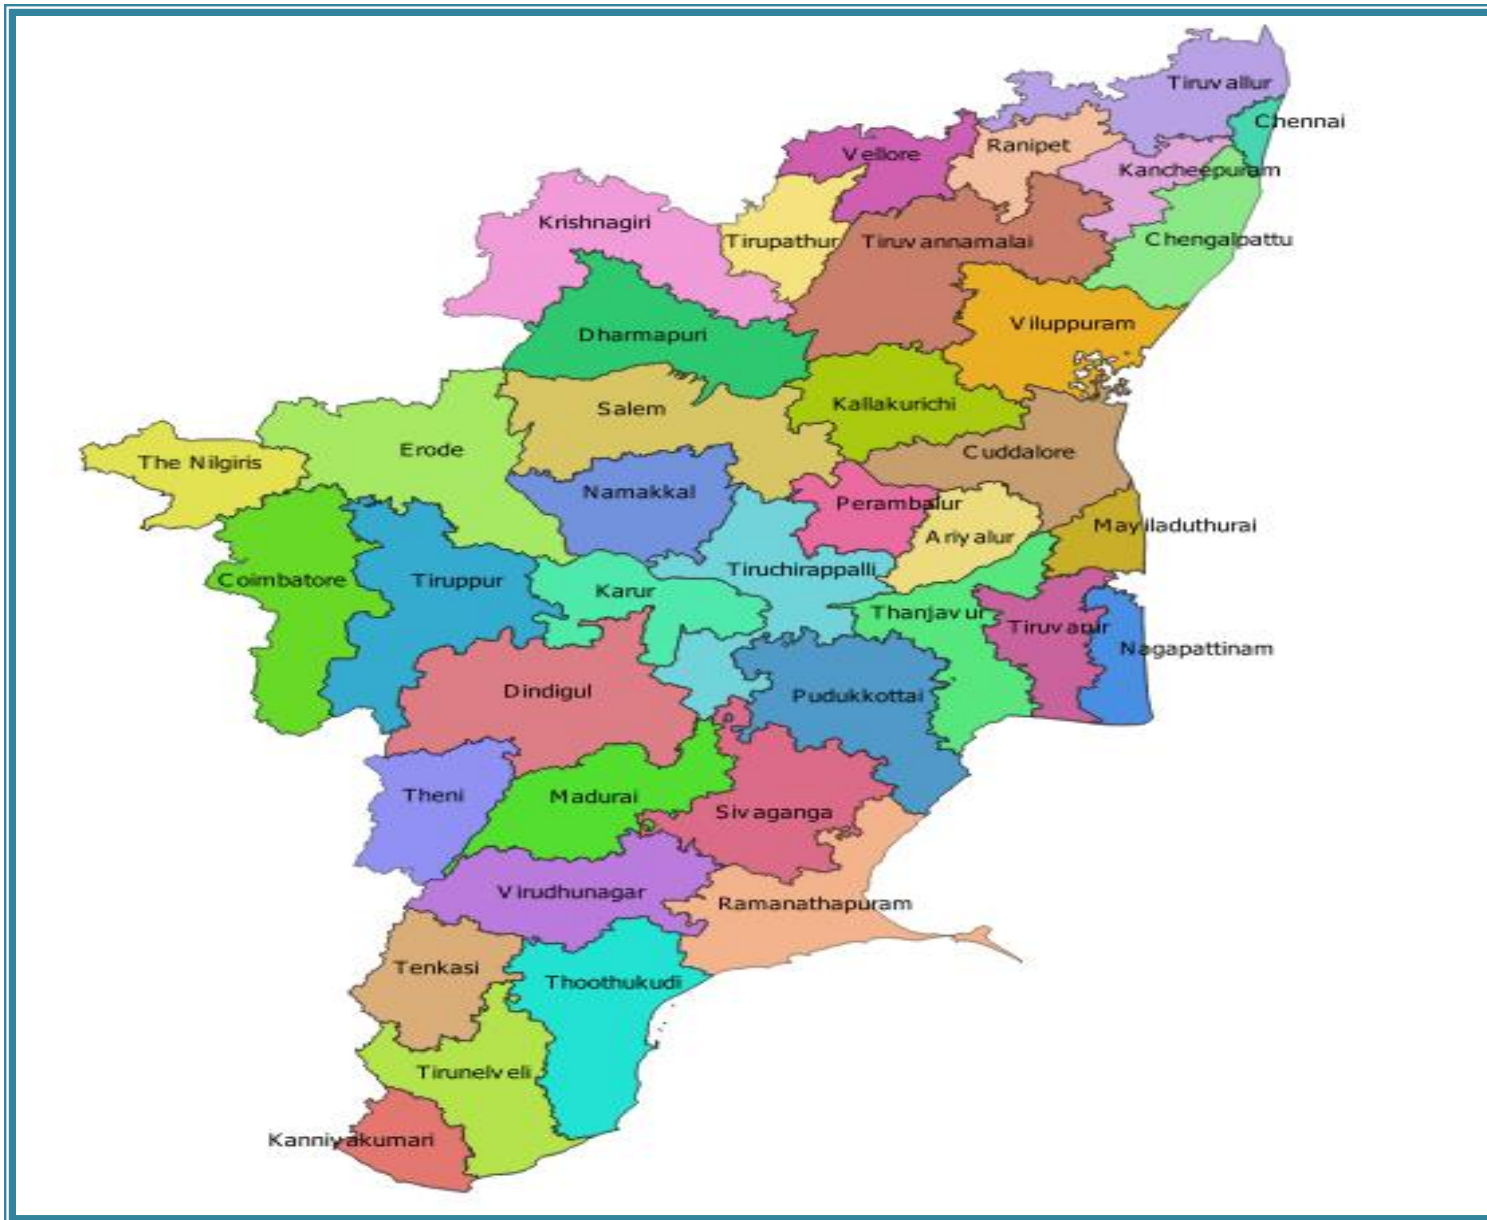 Tiruvallur
Chennai
Ranipet
Vellore
Kancheepuram
Krishnagiri
Tirupathur
Tiruvannamalai
Chengalpattu
Viluppuram
Dharmapuri
Kallakurichi
Salem
Erode
Cuddalore
The Nilgiris
Namakkal
Perambalur
Mayiladuthurai
Ariyalur
Tiruchirappalli
Coimbatore
Tiruppur
Karur
Thanjavur
Tiruvarur
Nagapattinam
Dindigul
Pudukkottai
Theni
Madurai
Sivaganga
Virudhunagar
Ramanathapuram
Tenkasi
Thoothukudi
Tirunelveli
Kanniyakumari